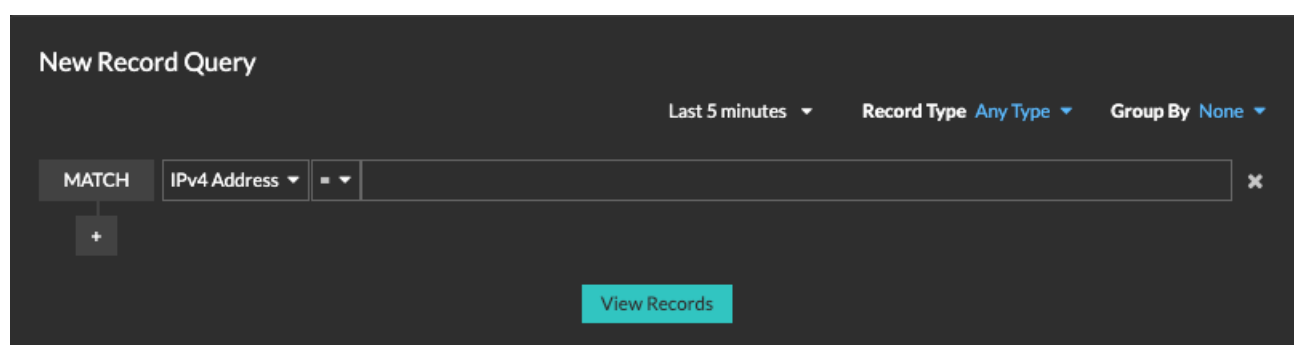 New Record Query
Last 5 minutes Record Type Any Type Group By None
MATCH IPv4 Address =
+
View Records